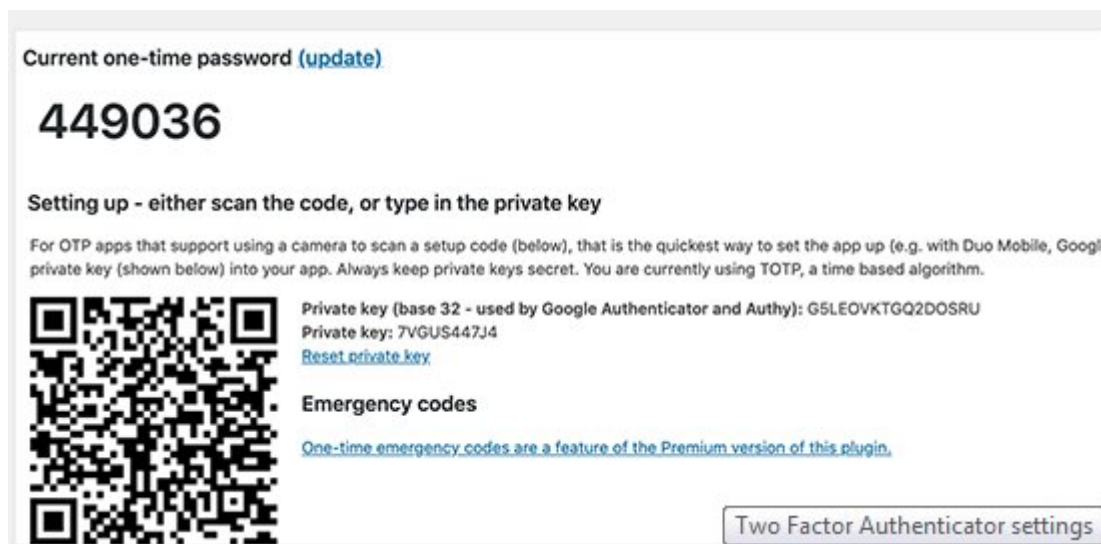 Current one-time password (update)
449036
Setting up - either scan the code, or type in the private key
For OTP apps that support using a camera to scan a setup code (below), that is the quickest way to set the app up (e.g. with Duo Mobile, Googl
private key (shown below) into your app. Always keep private keys secret. You are currently using TOTP, a time based algorithm.
Private key (base 32 - used by Google Authenticator and Authy): G5LEOVKTGQ2DOSRU
Private key: 7VGUS447J4
Reset private key
Emergency codes
One-time emergency codes are a feature of the Premium version of this plugin.
Two Factor Authenticator settings